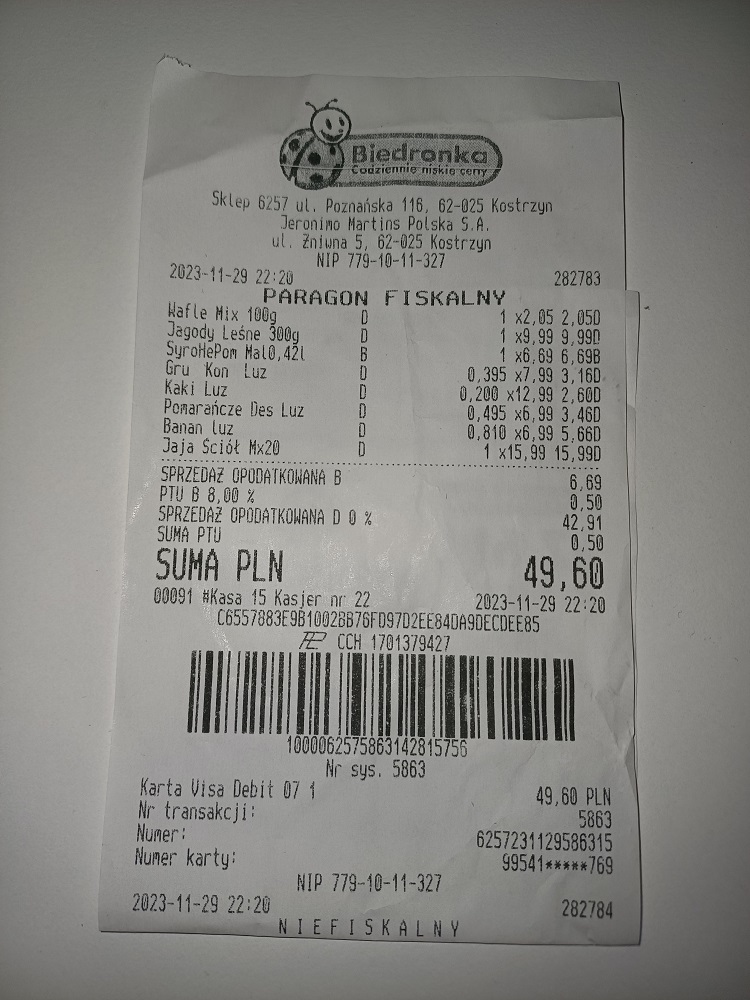 Biedronka
Codziennie niskie ceny
Sklep 6257 ul. Poznańska 116, 62-025 Kostrzyn
Jeronimo Martins Polska S.A.
ul. Żniwna 5, 62-025 Kostrzyn
NIP 779-10-11-327
2023-11-29 22:20 282783
PARAGON FISKALNY
Wafle Mix 100g D 1 x2,05 2,05D
Jagody Leśne 300g D 1 x9,99 9,99D
SyroHePom Mal0,42l B 1 x6,69 6,69B
Gru Kon Luz D 0,395 x7,99 3,16D
Kaki Luz D 0,200 x12,99 2,60D
Pomarańcze Des Luz D 0,495 x6,99 3,46D
Banan luz D 0,810 x6,99 5,66D
Jaja Ściół Mx20 D 1 x15,99 15,99D
SPRZEDAŻ OPODATKOWANA B 6,69
PTU B 8,00 % 0,50
SPRZEDAŻ OPODATKOWANA D 0 % 42,91
SUMA PTU 0,50
SUMA PLN 49,60
00091 #Kasa 15 Kasjer nr 22 2023-11-29 22:20
C6557883E9B1002BB76FD97D2EE84DA9DECDEE85
CCH 1701379427
1000062575863142815756
Nr sys. 5863
Karta Visa Debit 07 1 49,60 PLN
Nr transakcji: 5863
Numer: 6257231129586315
Numer karty: 99541*****769
NIP 779-10-11-327
2023-11-29 22:20 282784
NIEFISKALNY